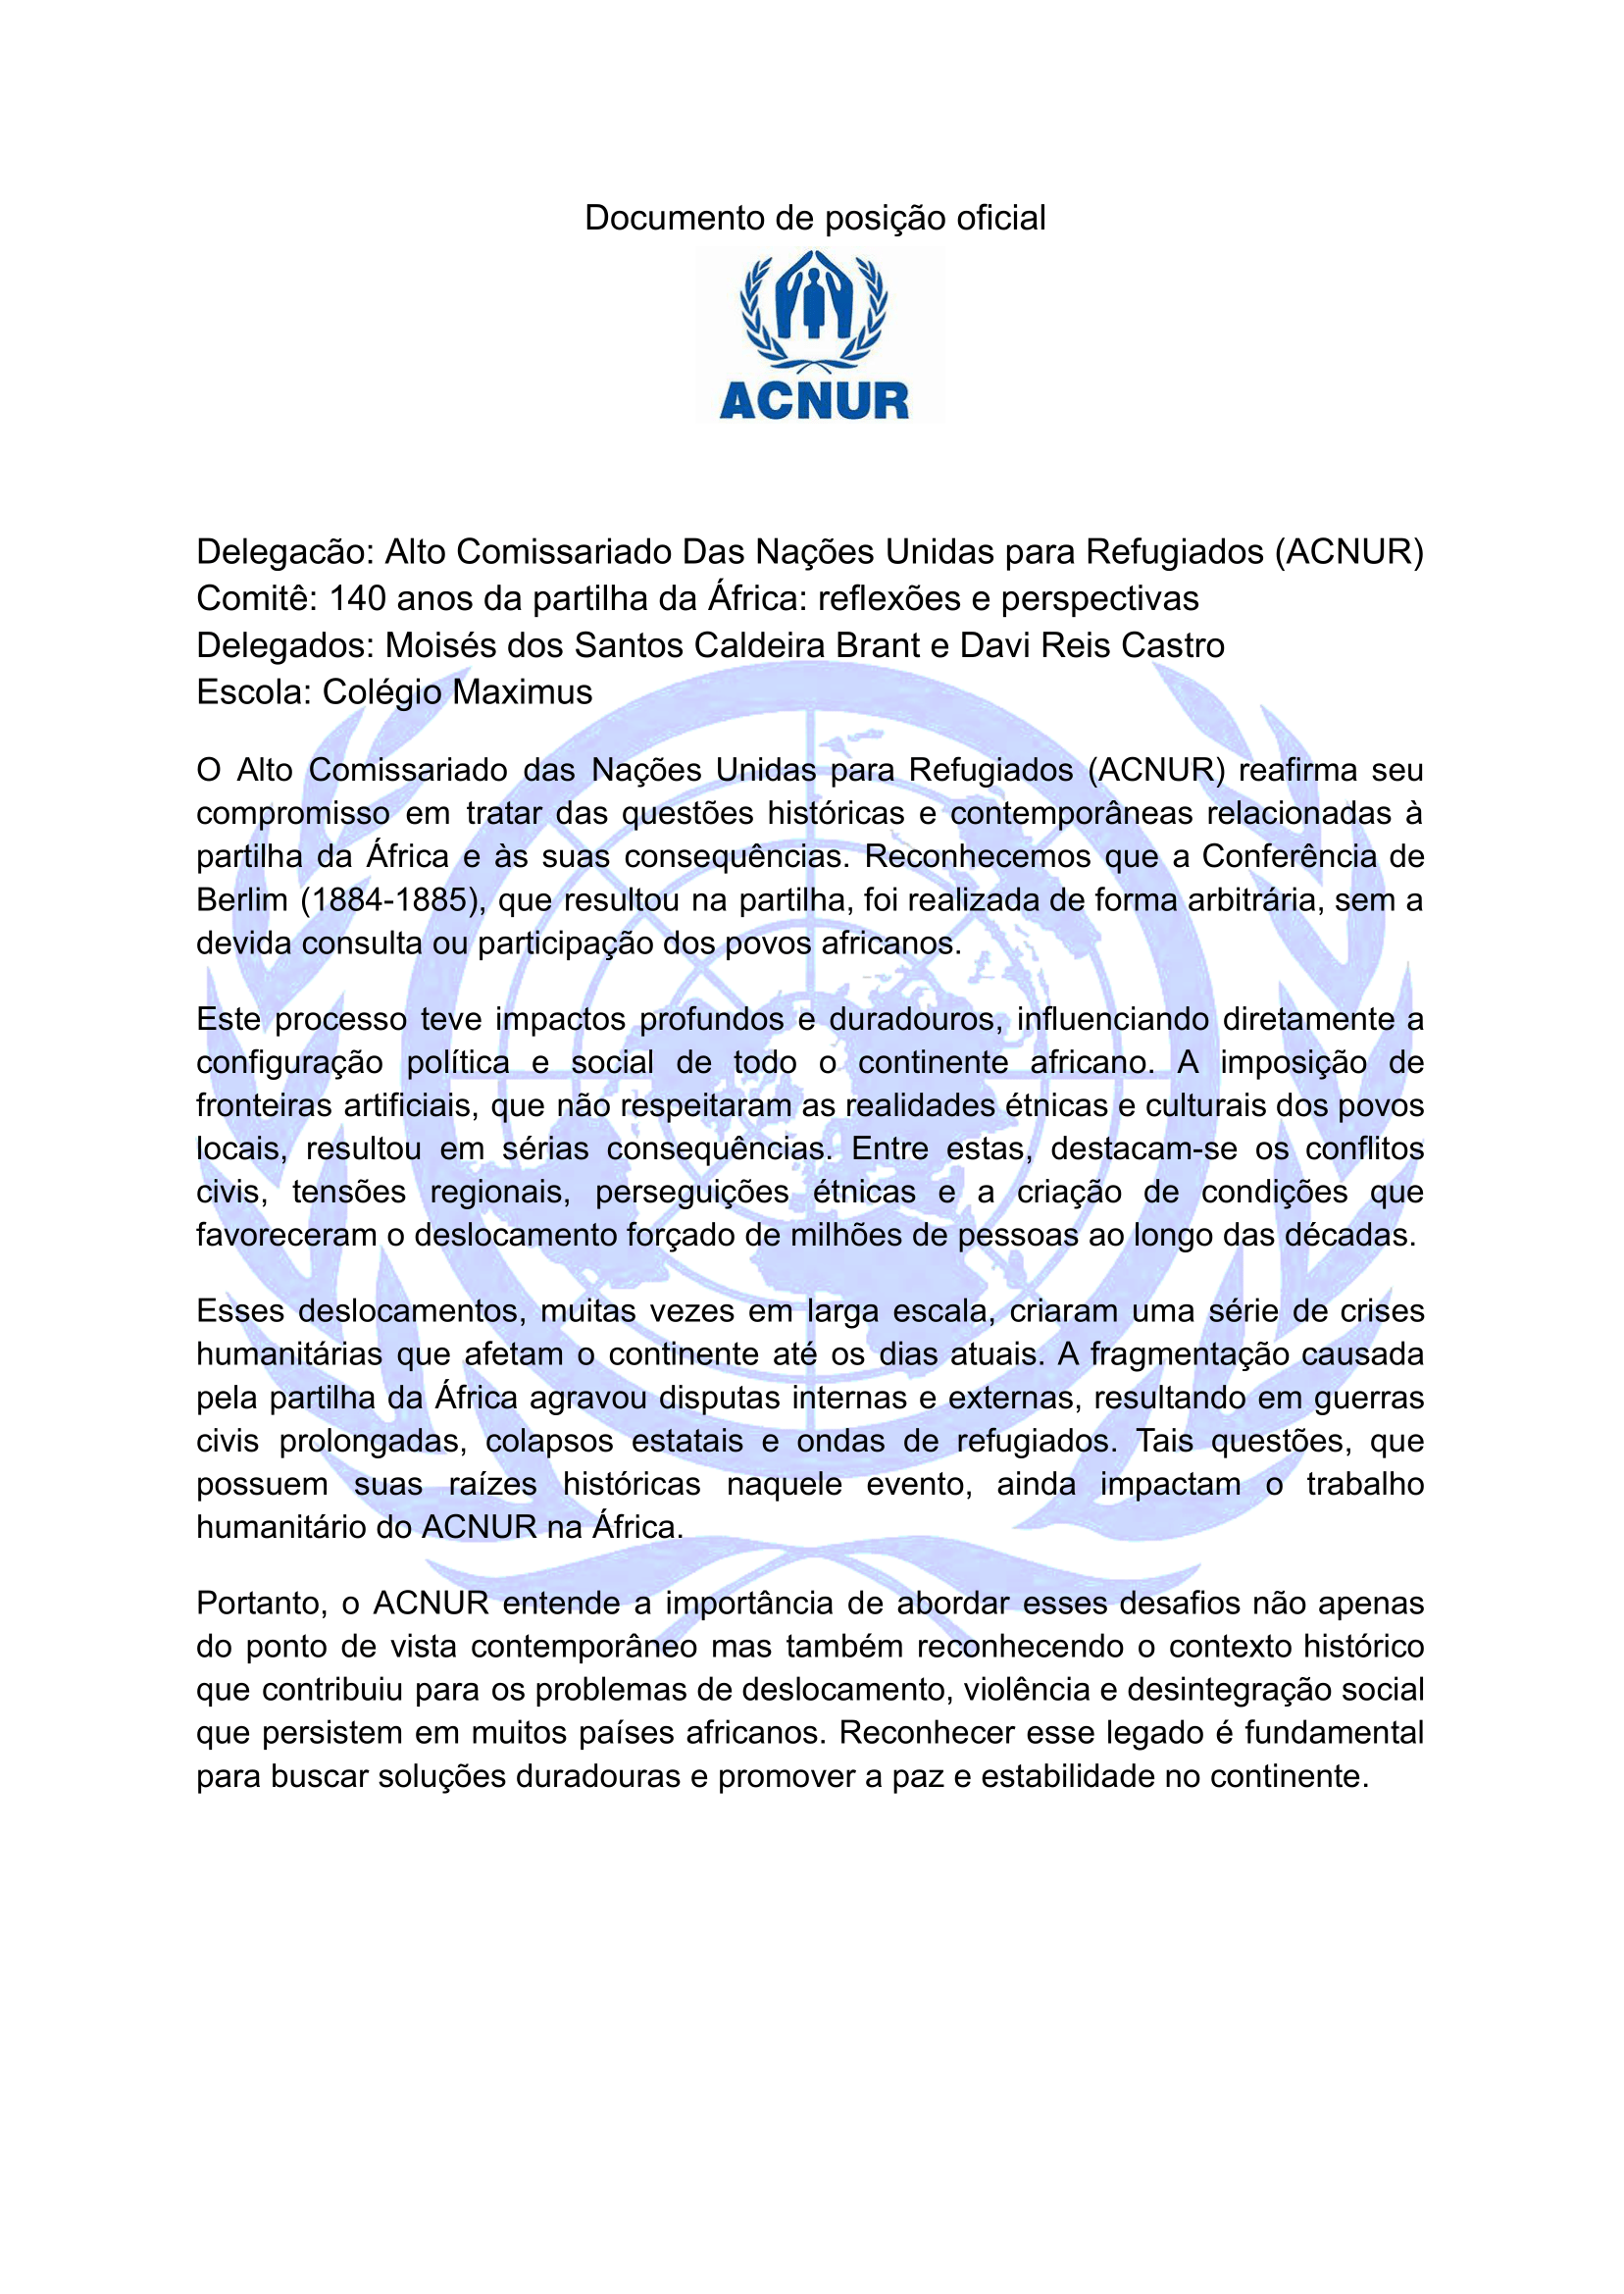 Documento de posição oficial
ACNUR
Delegacão: Alto Comissariado Das Nações Unidas para Refugiados (ACNUR)
Comitê: 140 anos da partilha da África: reflexões e perspectivas
Delegados: Moisés dos Santos Caldeira Brant e Davi Reis Castro
Escola: Colégio Maximus
O Alto Comissariado das Nações Unidas para Refugiados (ACNUR) reafirma seu
compromisso em tratar das questões históricas e contemporâneas relacionadas à
partilha da África e às suas consequências. Reconhecemos que a Conferência de
Berlim (1884-1885), que resultou na partilha, foi realizada de forma arbitrária, sem a
devida consulta ou participação dos povos africanos.
Este processo teve impactos profundos e duradouros, influenciando diretamente a
configuração política e social de todo o continente africano. A imposição de
fronteiras artificiais, que não respeitaram as realidades étnicas e culturais dos povos
locais, resultou em sérias consequências. Entre estas, destacam-se os conflitos
civis, tensões regionais, perseguições étnicas e a criação de condições que
favoreceram o deslocamento forçado de milhões de pessoas ao longo das décadas.
Esses deslocamentos, muitas vezes em larga escala, criaram uma série de crises
humanitárias que afetam o continente até os dias atuais. A fragmentação causada
pela partilha da África agravou disputas internas e externas, resultando em guerras
civis prolongadas, colapsos estatais e ondas de refugiados. Tais questões, que
possuem suas raízes históricas naquele evento, ainda impactam o trabalho
humanitário do ACNUR na África.
Portanto, o ACNUR entende a importância de abordar esses desafios não apenas
do ponto de vista contemporâneo mas também reconhecendo o contexto histórico
que contribuiu para os problemas de deslocamento, violência e desintegração social
que persistem em muitos países africanos. Reconhecer esse legado é fundamental
para buscar soluções duradouras e promover a paz e estabilidade no continente.